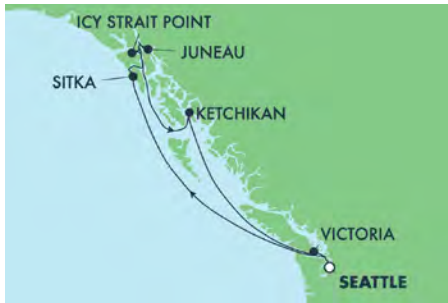 ICY STRAIT POINT
JUNEAU
SITKA
KETCHIKAN
VICTORIA
SEATTLE